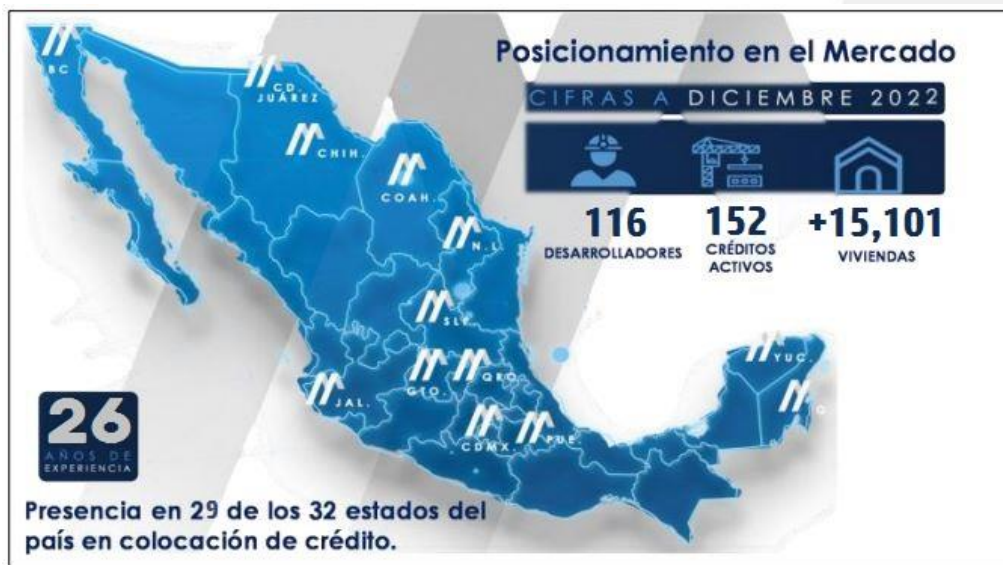 Posicionamiento en el Mercado
CIFRAS A DICIEMBRE 2022
116
DESARROLLADORES
152
CRÉDITOS
ACTIVOS
+15,101
VIVIENDAS
BC
CD.
JUÁREZ
CHIH.
COAH.
N.L.
SLP.
GTO.
QRO.
JAL.
CDMX.
PUE.
YUC.
Q
26
AÑOS DE
EXPERIENCIA
Presencia en 29 de los 32 estados del
país en colocación de crédito.